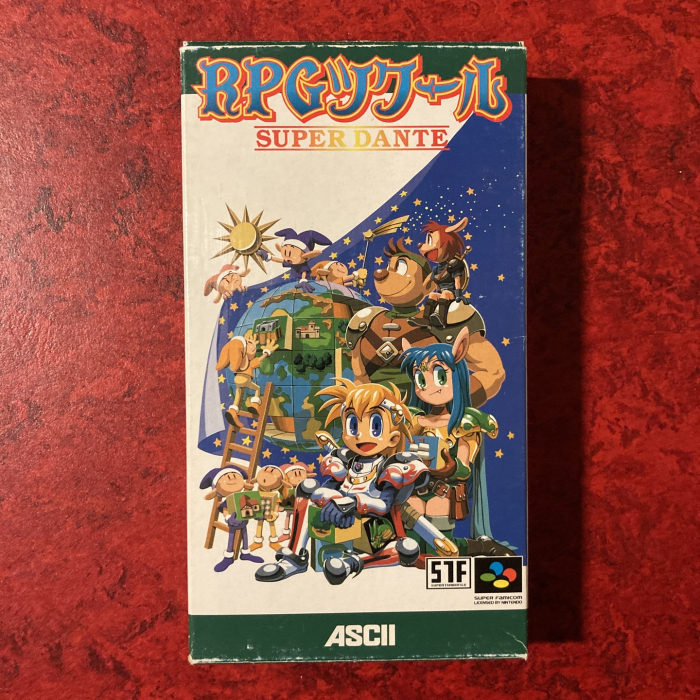 RPGツクール
SUPER DANTE
STF
SUPER FAMICOM
LICENSED BY NINTENDO
ASCII